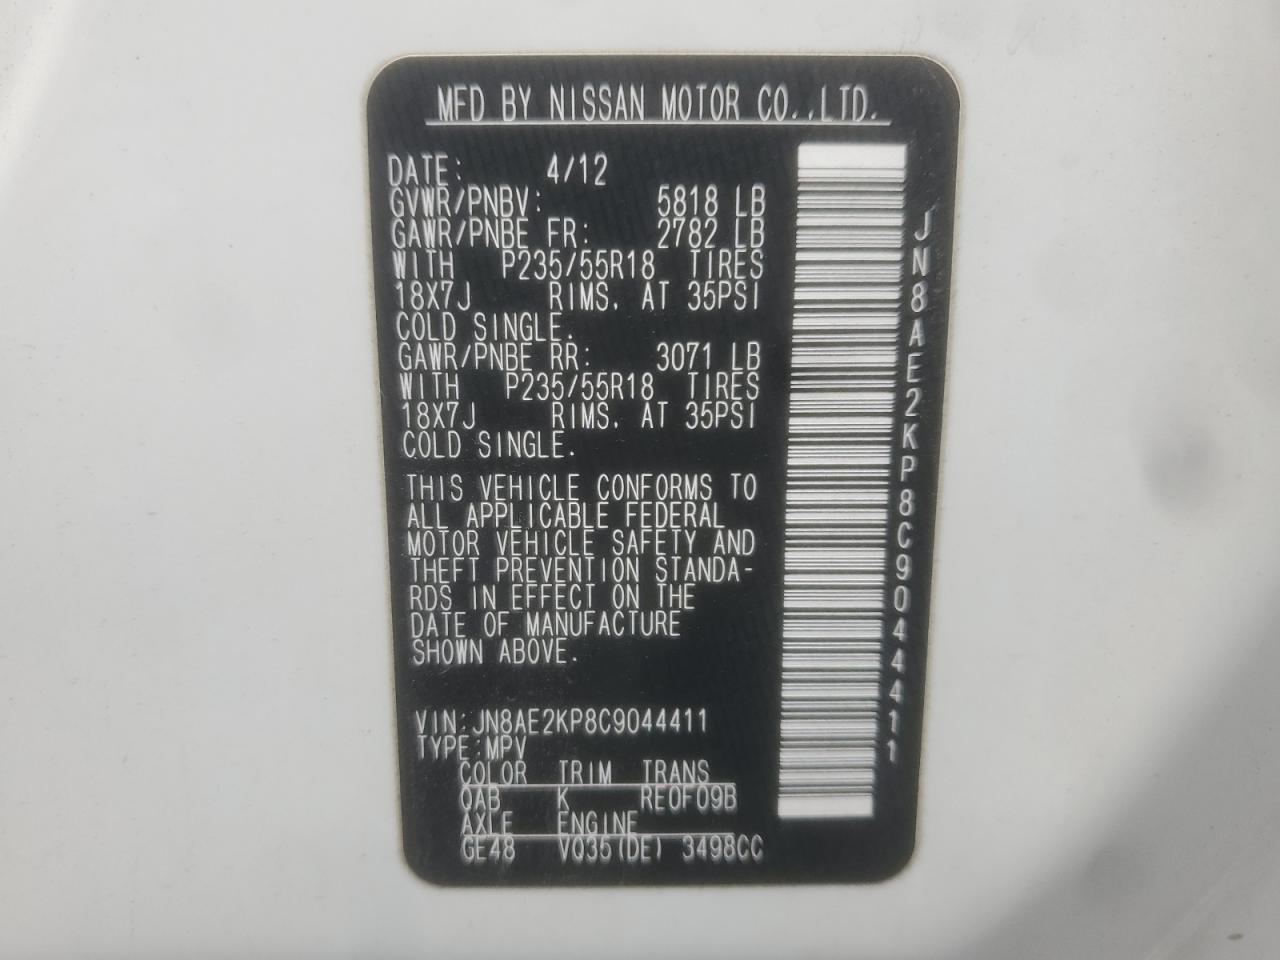 MFD BY NISSAN MOTOR CO.,LTD.
DATE: 4/12
GVWR/PNBV: 5818 LB
GAWR/PNBE FR: 2782 LB
WITH P235/55R18 TIRES
18X7J RIMS. AT 35PSI
COLD SINGLE.
GAWR/PNBE RR: 3071 LB
WITH P235/55R18 TIRES
18X7J RIMS. AT 35PSI
COLD SINGLE.
THIS VEHICLE CONFORMS TO
ALL APPLICABLE FEDERAL
MOTOR VEHICLE SAFETY AND
THEFT PREVENTION STANDA-
RDS IN EFFECT ON THE
DATE OF MANUFACTURE
SHOWN ABOVE.
VIN:JN8AE2KP8C9044411
TYPE:MPV
COLOR TRIM TRANS
QAB K RE0F09B
AXLE ENGINE
GE48 VQ35(DE) 3498CC
JN8AE2KP8C9044411